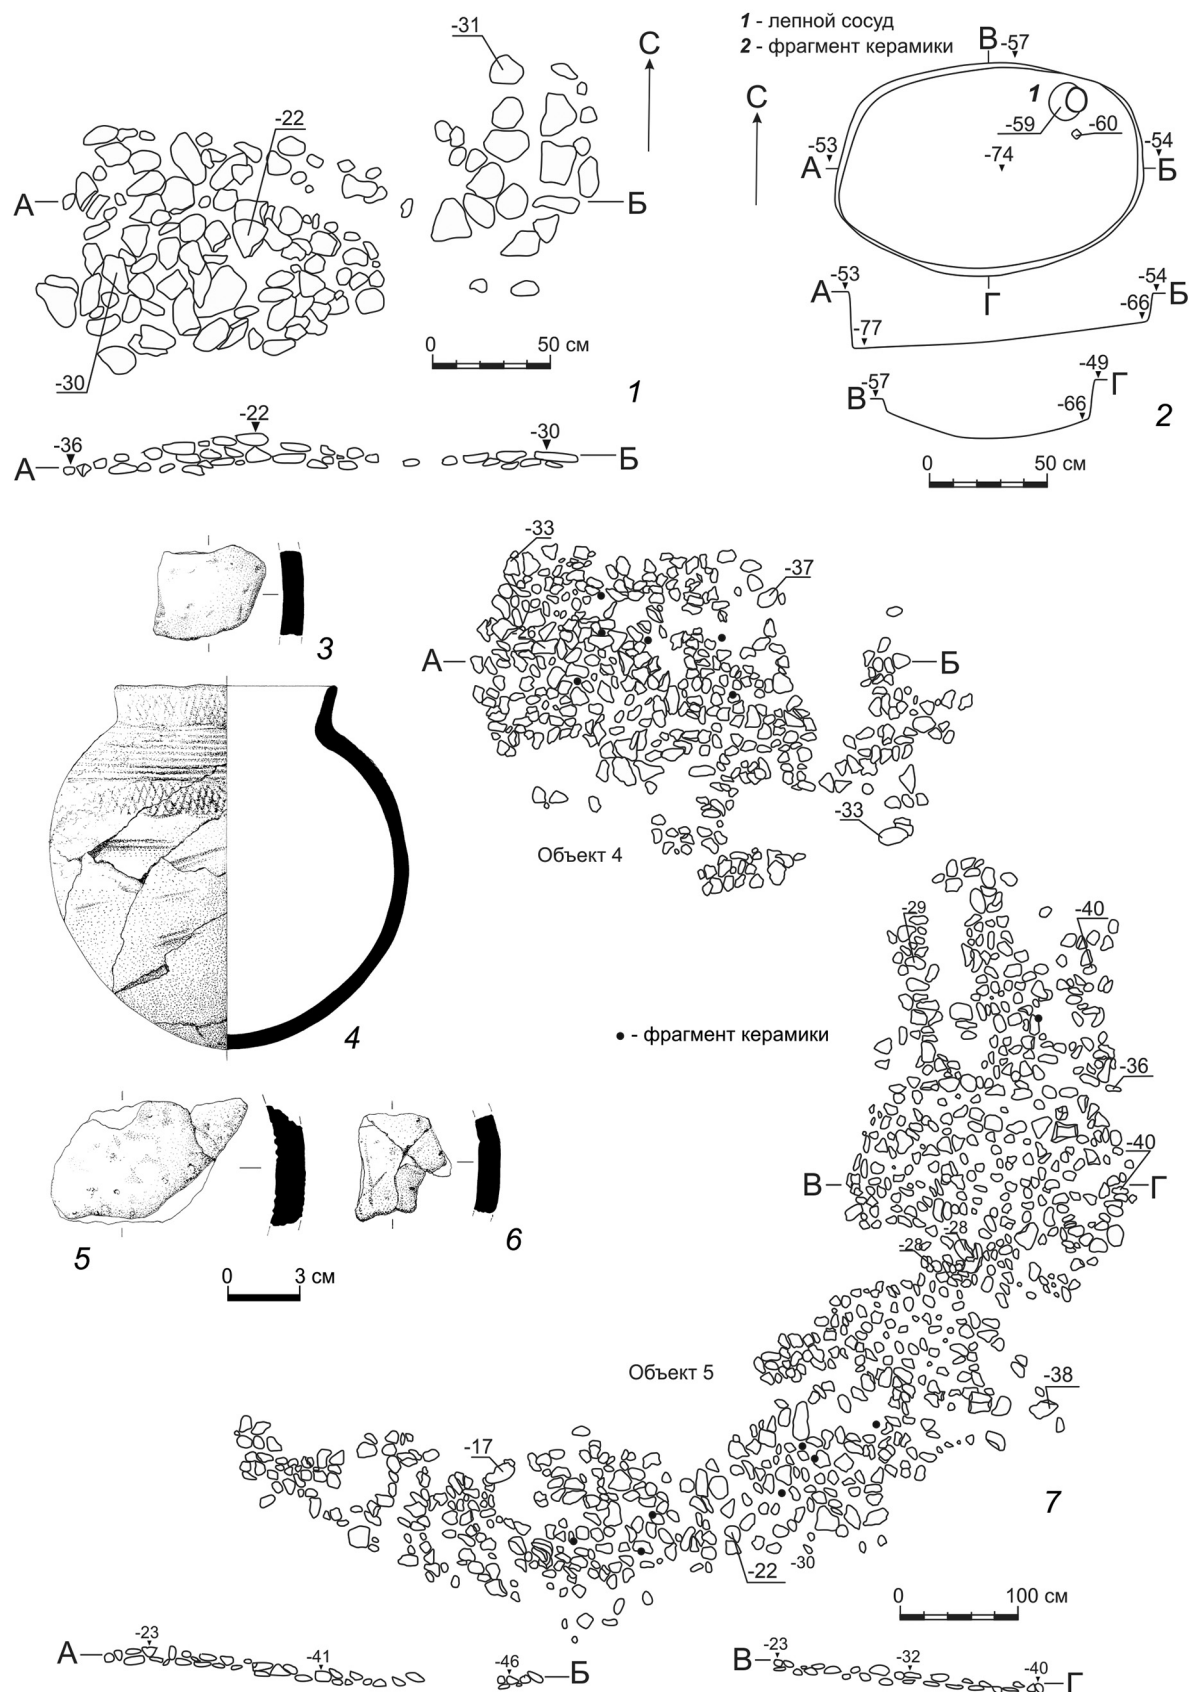 -31
С
-22
А
Б
-30
0 50 см
1
-22
-36
-30
А
Б
1 - лепной сосуд
2 - фрагмент керамики
В
-57
С
1
-59
-60
-53
-54
А
-74
Б
Г
-53
-54
А
Б
-66
-77
-49
-57
Г
В
-66
2
0 50 см
3
4
5
6
0 3 см
-33
-37
-26
А
Б
-33
Объект 4
-29
-40
• - фрагмент керамики
-36
-40
В
Г
-28
-28
Объект 5
-38
-17
7
-22
-30
0 100 см
-23
А
-41
-46
Б
-23
В
-32
-40
Г